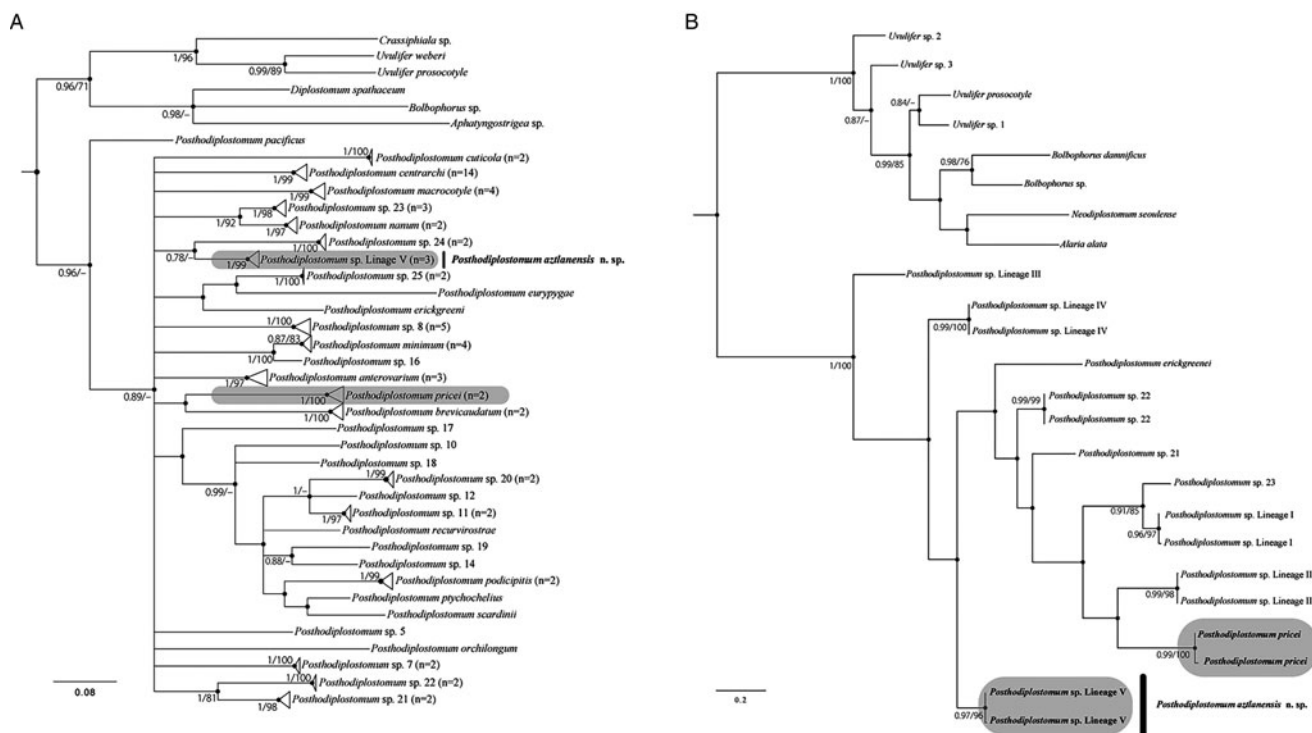 A
Crassiphiala sp.
1/96
Uvulifer weberi
0.99/89
Uvulifer prosocotyle
0.96/71
Diplostomum spathaceum
Bolbophorus sp.
0.98/–
Aphatyngostrigea sp.
Posthodiplostomum pacificus
1/100
Posthodiplostomum cuticola (n=2)
Posthodiplostomum centrarchi (n=14)
1/99
Posthodiplostomum macrocotyle (n=4)
1/99
Posthodiplostomum sp. 23 (n=3)
1/98
1/92
Posthodiplostomum nanum (n=2)
1/97
Posthodiplostomum sp. 24 (n=2)
1/100
0.78/–
Posthodiplostomum sp. Lineage V (n=3)
Posthodiplostomum aztlanensis n. sp.
1/99
0.96/–
Posthodiplostomum sp. 25 (n=2)
1/100
Posthodiplostomum eurypygae
Posthodiplostomum erickgreeni
1/100
Posthodiplostomum sp. 8 (n=5)
0.87/83
Posthodiplostomum minimum (n=4)
1/100
Posthodiplostomum sp. 16
Posthodiplostomum anterovarium (n=3)
1/97
0.89/–
Posthodiplostomum pricei (n=2)
1/100
Posthodiplostomum brevicaudatum (n=2)
1/100
Posthodiplostomum sp. 17
Posthodiplostomum sp. 10
Posthodiplostomum sp. 18
0.99/–
1/99
Posthodiplostomum sp. 20 (n=2)
1/–
Posthodiplostomum sp. 12
Posthodiplostomum sp. 11 (n=2)
1/97
Posthodiplostomum recurvirostrae
Posthodiplostomum sp. 19
0.88/–
Posthodiplostomum sp. 14
1/99
Posthodiplostomum podicipitis (n=2)
Posthodiplostomum ptychochelius
Posthodiplostomum scardinii
Posthodiplostomum sp. 5
Posthodiplostomum orchilongum
1/100
Posthodiplostomum sp. 7 (n=2)
1/100
Posthodiplostomum sp. 22 (n=2)
1/81
Posthodiplostomum sp. 21 (n=2)
1/98
0.08
B
Uvulifer sp. 2
1/100
Uvulifer sp. 3
0.84/–
Uvulifer prosocotyle
0.87/–
Uvulifer sp. 1
0.99/85
Bolbophorus damnificus
0.98/76
Bolbophorus sp.
Neodiplostomum seoulense
Alaria alata
Posthodiplostomum sp. Lineage III
1/100
Posthodiplostomum sp. Lineage IV
0.99/100
Posthodiplostomum sp. Lineage IV
Posthodiplostomum erickgreenei
0.99/99
Posthodiplostomum sp. 22
Posthodiplostomum sp. 22
Posthodiplostomum sp. 21
Posthodiplostomum sp. 23
0.91/85
Posthodiplostomum sp. Lineage I
0.96/97
Posthodiplostomum sp. Lineage I
Posthodiplostomum sp. Lineage II
0.99/98
Posthodiplostomum sp. Lineage II
Posthodiplostomum pricei
0.99/100
Posthodiplostomum pricei
Posthodiplostomum sp. Lineage V
0.97/96
Posthodiplostomum sp. Lineage V
Posthodiplostomum aztlanensis n. sp.
0.2